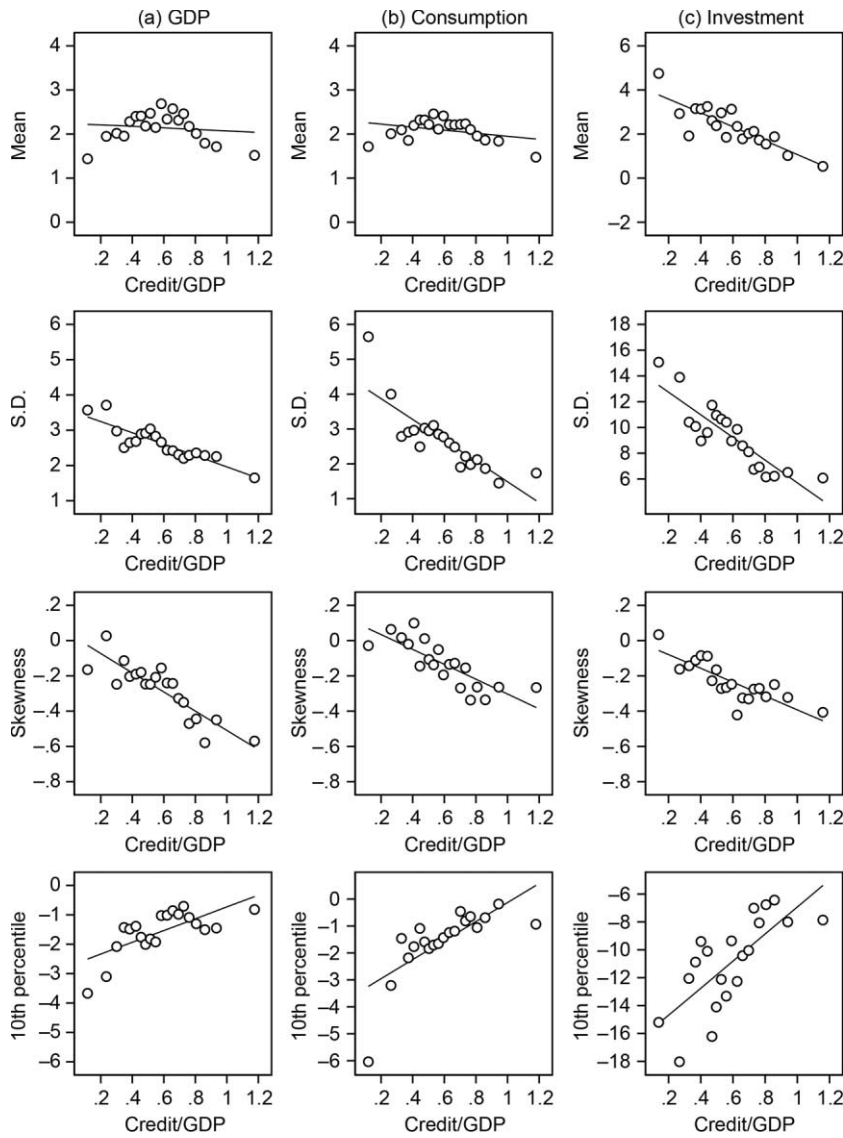 (a) GDP (b) Consumption (c) Investment
Mean 4 3 2 1 0
.2 .4 .6 .8 1 1.2
Credit/GDP
Mean 4 3 2 1 0
.2 .4 .6 .8 1 1.2
Credit/GDP
Mean 6 4 2 0 –2
.2 .4 .6 .8 1 1.2
Credit/GDP
S.D. 6 5 4 3 2 1
.2 .4 .6 .8 1 1.2
Credit/GDP
S.D. 6 5 4 3 2 1
.2 .4 .6 .8 1 1.2
Credit/GDP
S.D. 18 16 14 12 10 8 6
.2 .4 .6 .8 1 1.2
Credit/GDP
Skewness .2 0 –.2 –.4 –.6 –.8
.2 .4 .6 .8 1 1.2
Credit/GDP
Skewness .2 0 –.2 –.4 –.6 –.8
.2 .4 .6 .8 1 1.2
Credit/GDP
Skewness .2 0 –.2 –.4 –.6 –.8
.2 .4 .6 .8 1 1.2
Credit/GDP
10th percentile 0 –1 –2 –3 –4 –5 –6
.2 .4 .6 .8 1 1.2
Credit/GDP
10th percentile 0 –1 –2 –3 –4 –5 –6
.2 .4 .6 .8 1 1.2
Credit/GDP
10th percentile –6 –8 –10 –12 –14 –16 –18
.2 .4 .6 .8 1 1.2
Credit/GDP